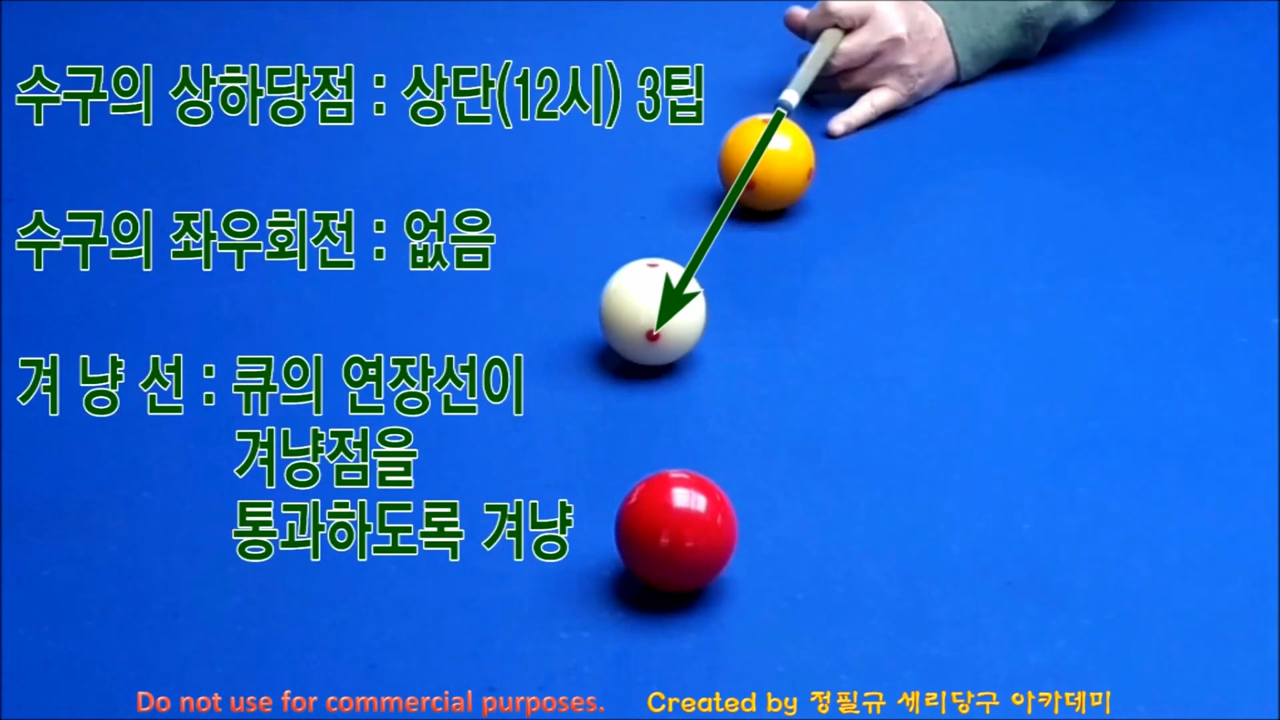 수구의 상하당점 : 상단(12시) 3팁
수구의 좌우회전 : 없음
겨 냥 선 : 큐의 연장선이
겨냥점을
통과하도록 겨냥
Do not use for commercial purposes. Created by 정필규 세리당구 아카데미